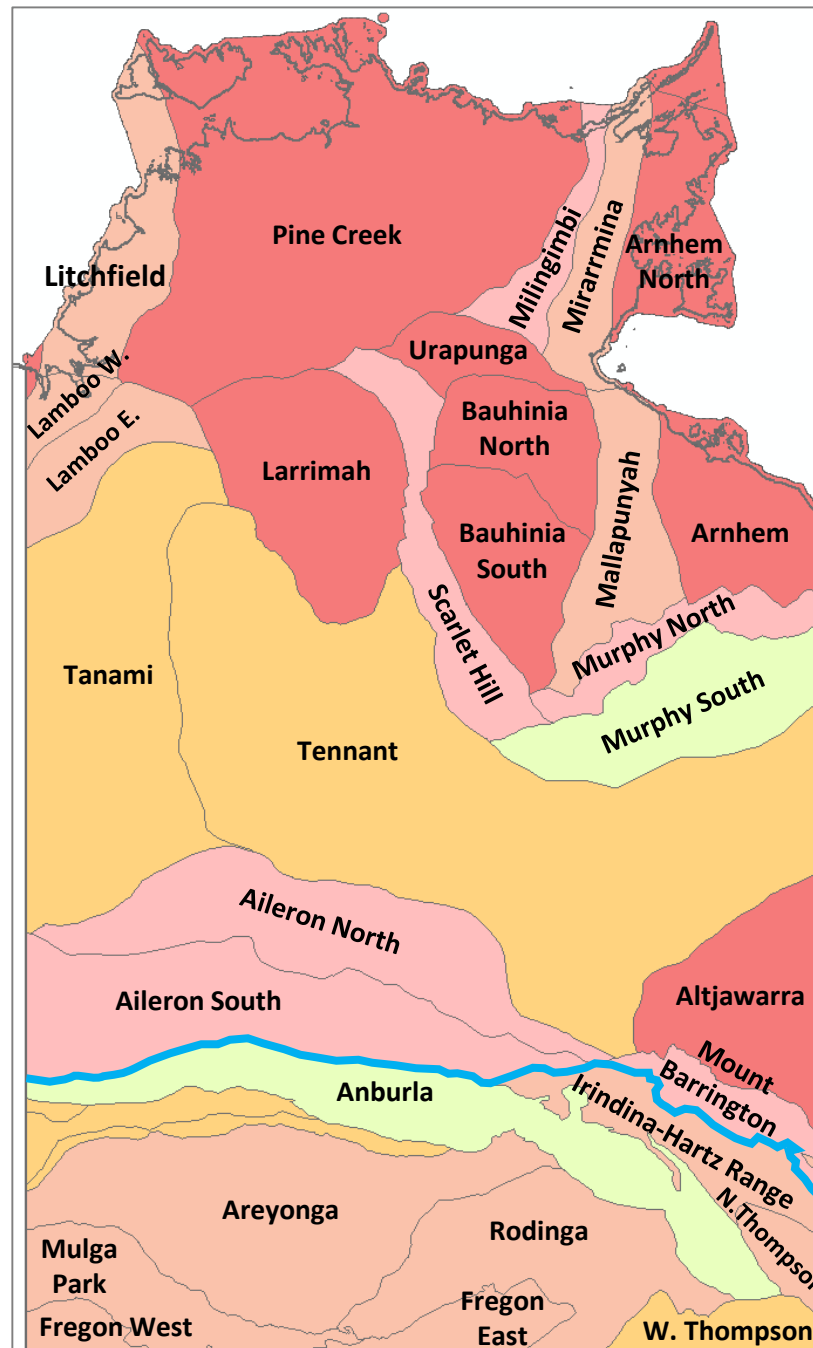 Pine Creek
Litchfield
Milingimbi
Mirarrmina
Arnhem
North
Urapunga
Lamboo W.
Lamboo E.
Larrimah
Bauhinia
North
Bauhinia
South
Mallapunyah
Arnhem
Scarlet Hill
Murphy North
Murphy South
Tanami
Tennant
Aileron North
Aileron South
Altjawarra
Mount
Barrington
Anburla
Irindina-Hartz Range
N.Thompson
Areyonga
Rodinga
Mulga
Park
Fregon West
Fregon
East
W. Thompson